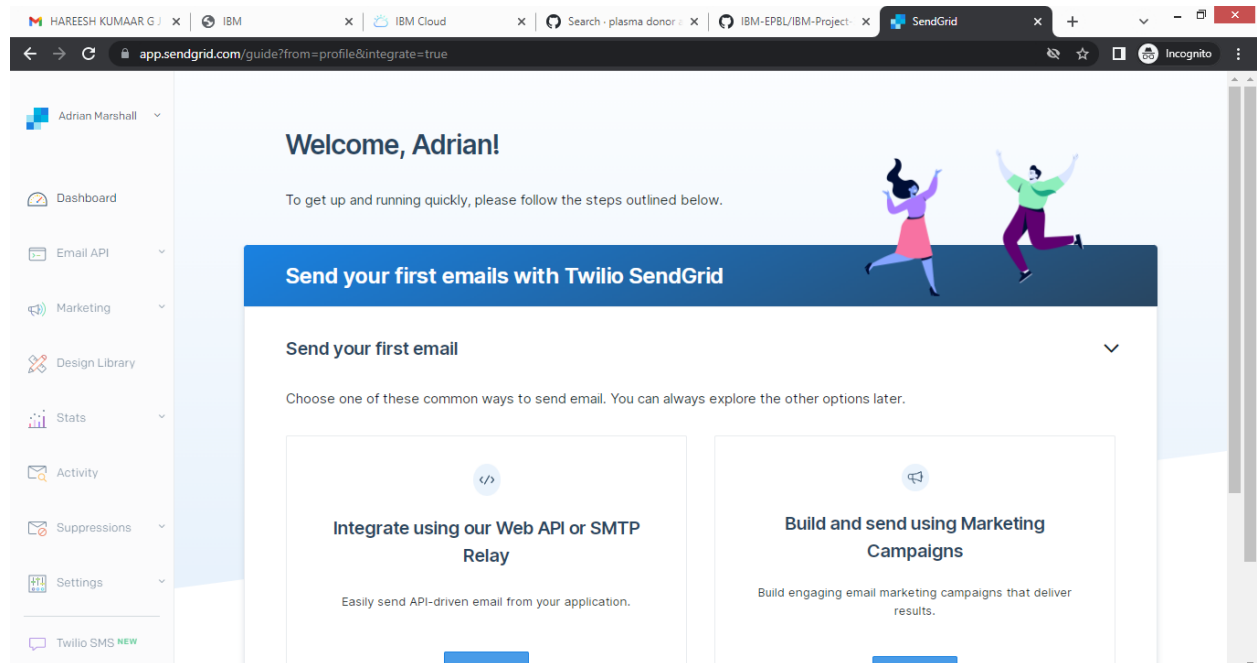 HAREESH KUMAAR G J
IBM
IBM Cloud
Search · plasma donor a
IBM-EPBL/IBM-Project-
SendGrid
app.sendgrid.com/guide?from=profile&integrate=true
Incognito
Adrian Marshall
Dashboard
Email API
Marketing
Design Library
Stats
Activity
Suppressions
Settings
Twilio SMS NEW
Welcome, Adrian!
To get up and running quickly, please follow the steps outlined below.
Send your first emails with Twilio SendGrid
Send your first email
Choose one of these common ways to send email. You can always explore the other options later.
Integrate using our Web API or SMTP
Relay
Easily send API-driven email from your application.
Build and send using Marketing
Campaigns
Build engaging email marketing campaigns that deliver
results.